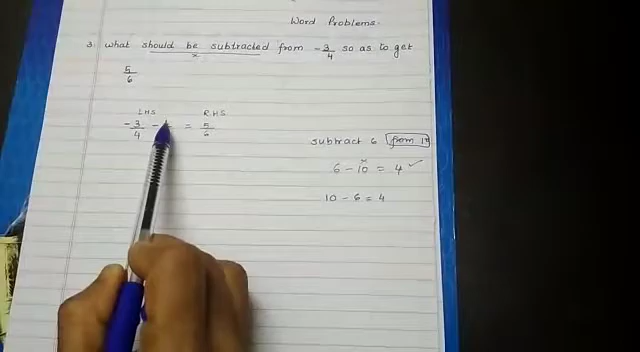 Word Problems.
3. what should be subtracted from -3/4 so as to get
x
5/6
LHS RHS
-3/4 - = 5/6
subtract 6 from
6 - 10 = 4 ✓
10 - 6 = 4